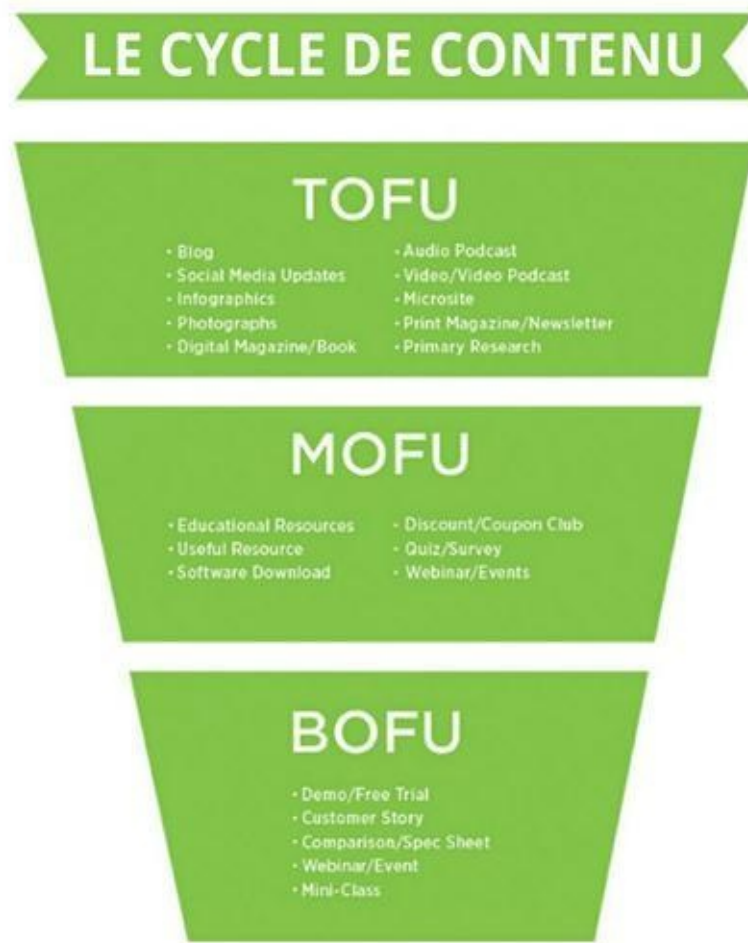 LE CYCLE DE CONTENU
TOFU
• Blog
• Social Media Updates
• Infographics
• Photographs
• Digital Magazine/Book
• Audio Podcast
• Video/Video Podcast
• Microsite
• Print Magazine/Newsletter
• Primary Research
MOFU
• Educational Resources
• Useful Resource
• Software Download
• Discount/Coupon Club
• Quiz/Survey
• Webinar/Events
BOFU
• Demo/Free Trial
• Customer Story
• Comparison/Spec Sheet
• Webinar/Event
• Mini-Class